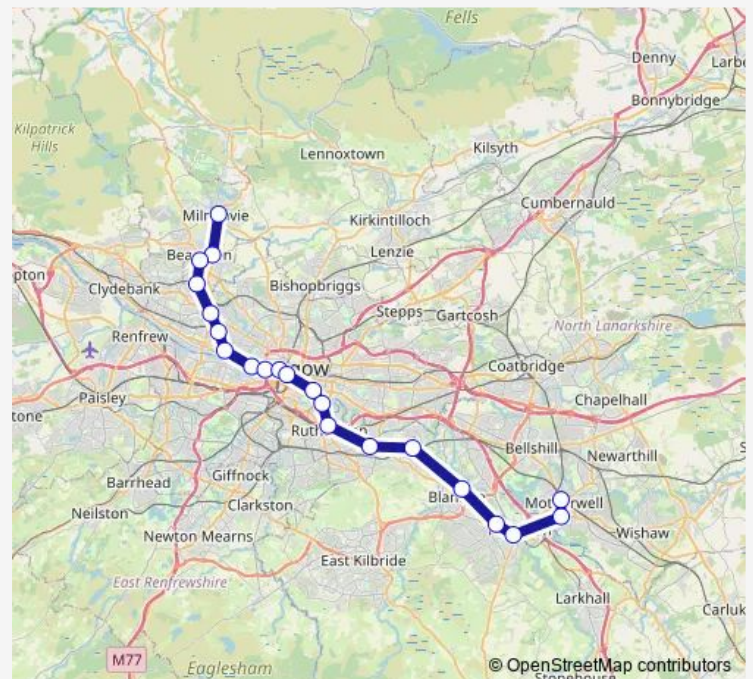 Fells
Denny
Larbe
Bonnybridge
Kilpatrick
Hills
Lennoxtown
Kilsyth
Cumbernauld
Kirkintilloch
Lenzie
pton
Clydebank
Bishopbriggs
Stepps
Gartcosh
North Lanarkshire
Renfrew
Coatbridge
Paisley
Chapelhall
tone
Bellshill
Newarthill
Giffnock
Barrhead
Clarkston
Neilston
Wishaw
Newton Mearns
East Kilbride
East Renfrewshire
Larkhall
Carluk
M77
Eaglesham
© OpenStreetMap contributors